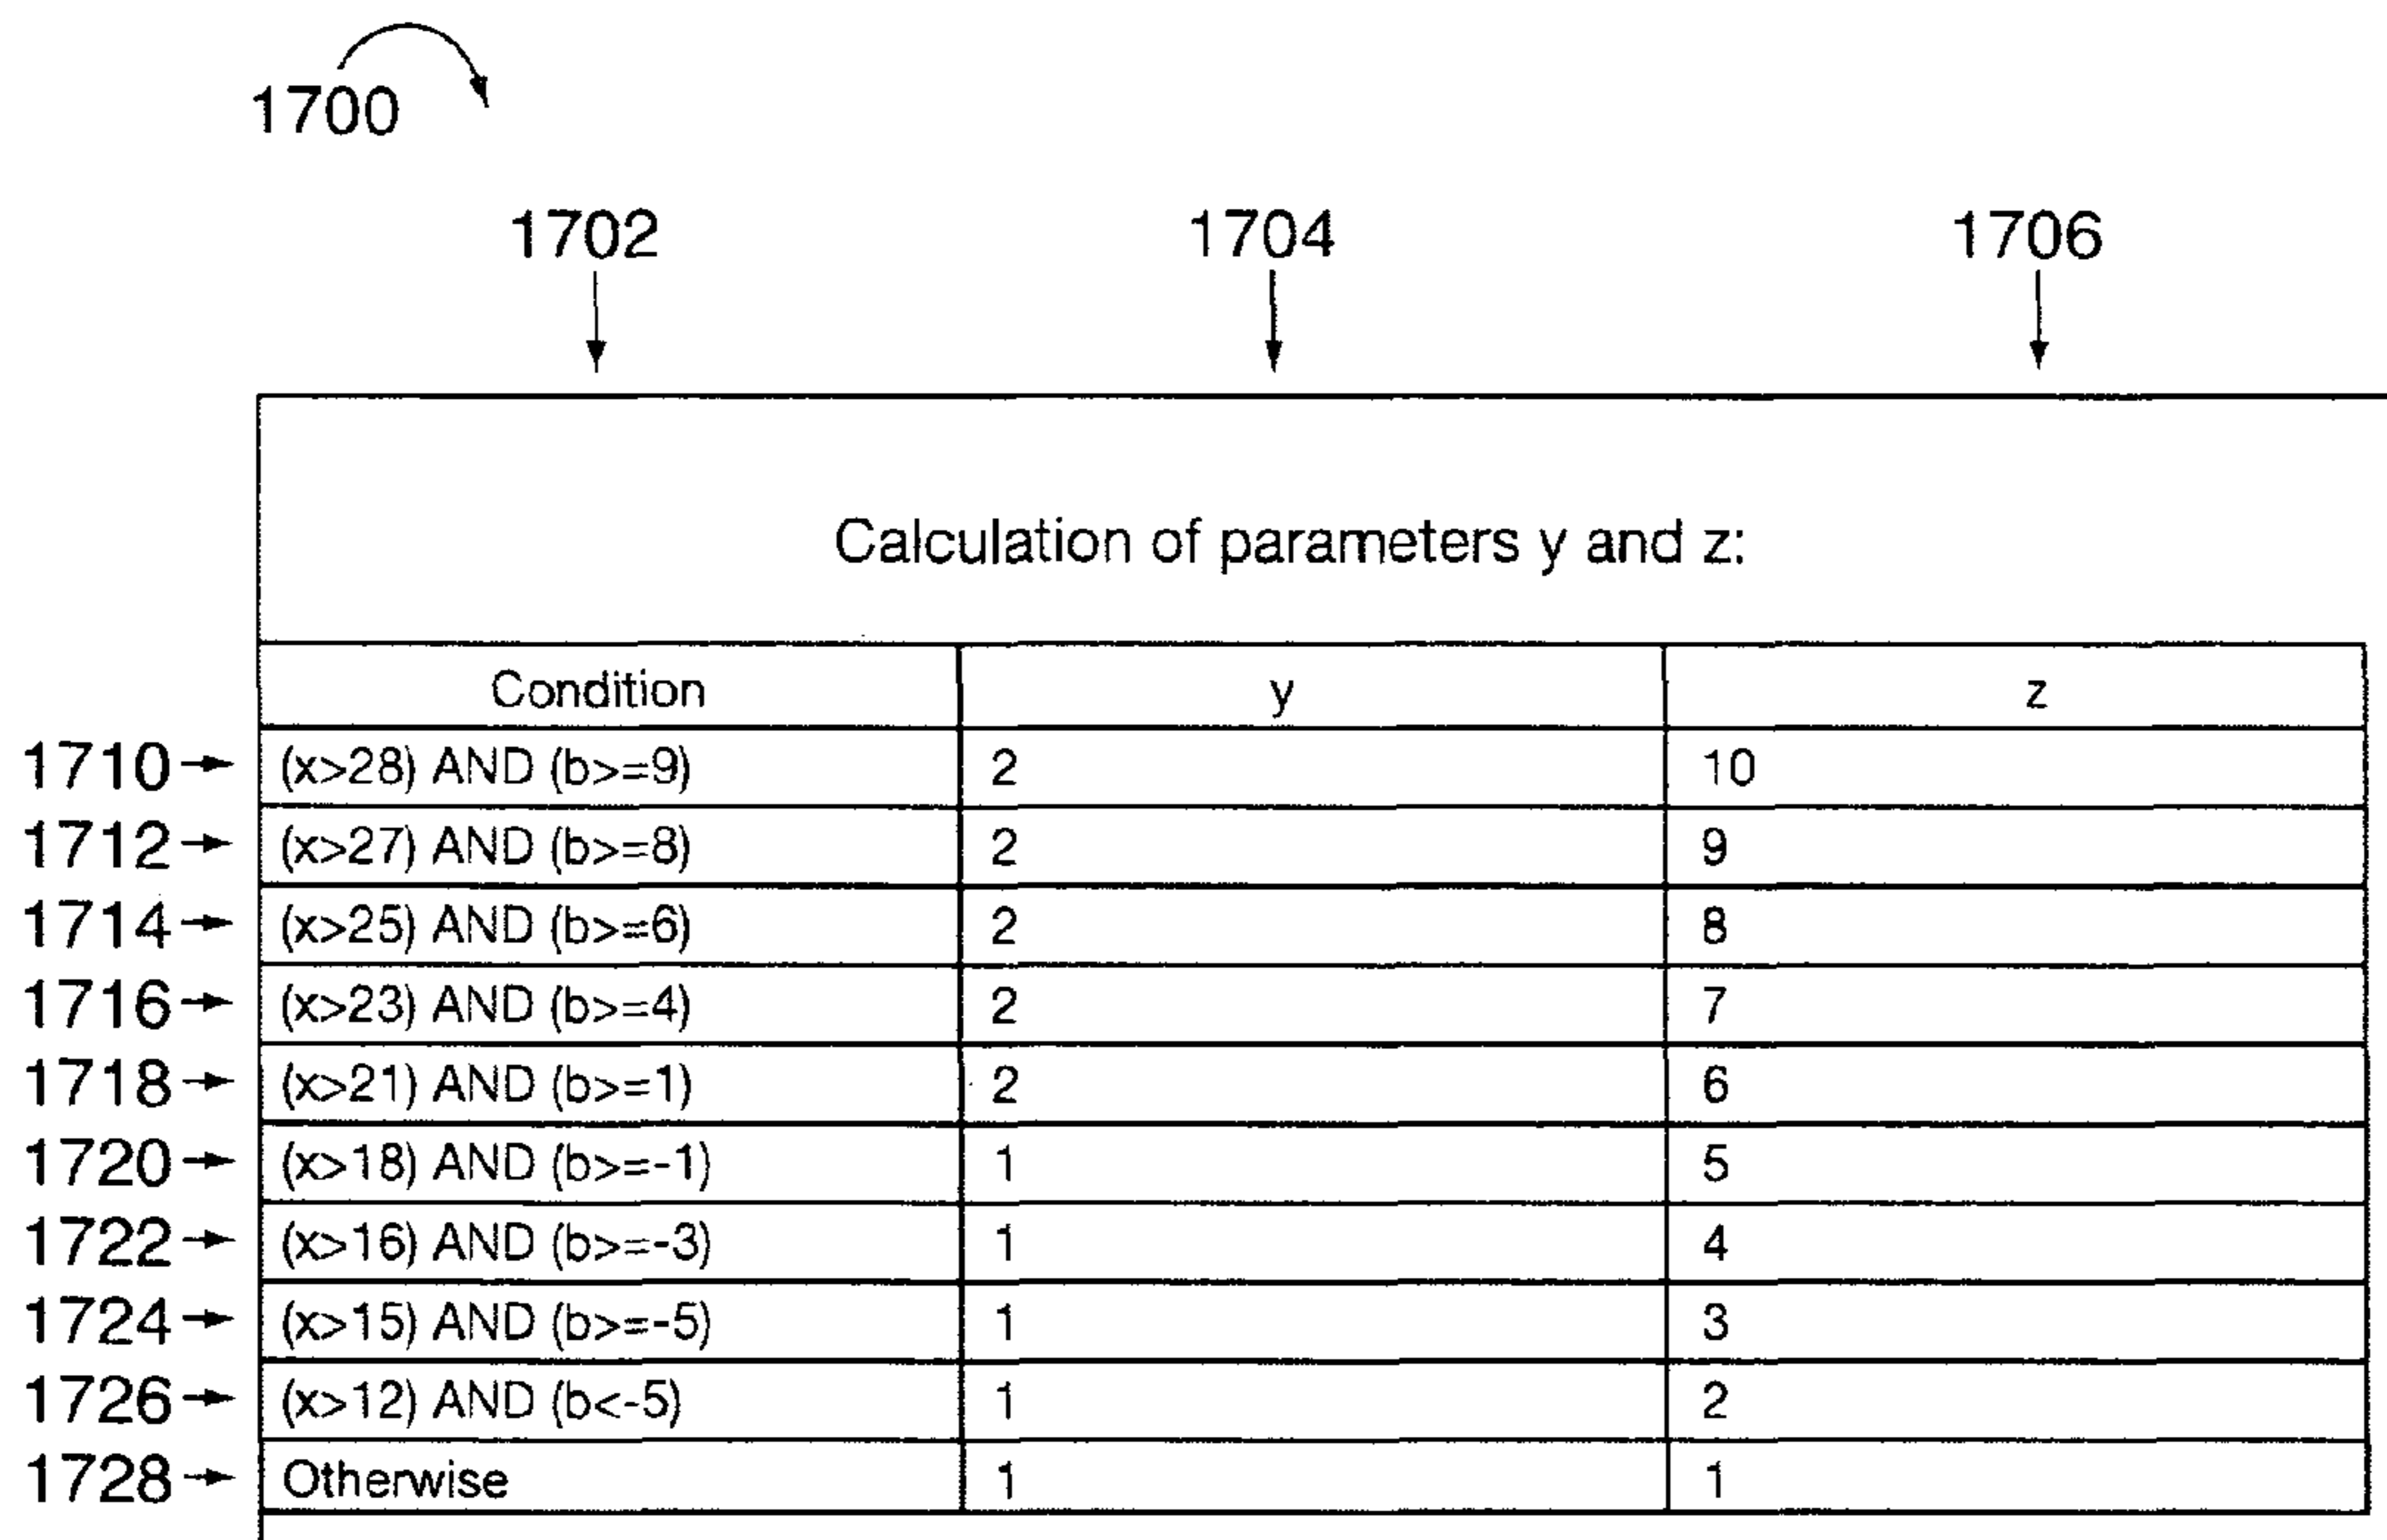 1700
1702 1704 1706
Calculation of parameters y and z:
Condition y z
1710 (x>28) AND (b>=9) 2 10
1712 (x>27) AND (b>=8) 2 9
1714 (x>25) AND (b>=6) 2 8
1716 (x>23) AND (b>=4) 2 7
1718 (x>21) AND (b>=1) 2 6
1720 (x>18) AND (b>=-1) 1 5
1722 (x>16) AND (b>=-3) 1 4
1724 (x>15) AND (b>=-5) 1 3
1726 (x>12) AND (b<-5) 1 2
1728 Otherwise 1 1